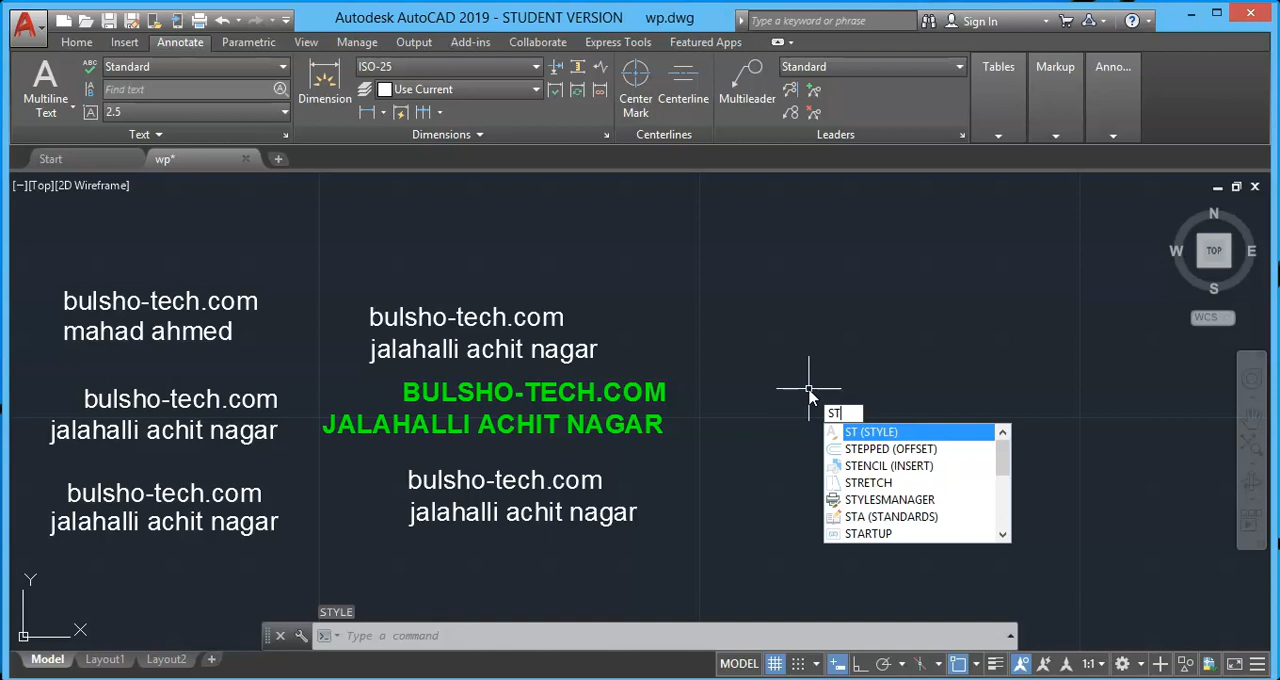 Autodesk AutoCAD 2019 - STUDENT VERSION wp.dwg
Type a keyword or phrase
Sign In
Home Insert Annotate Parametric View Manage Output Add-ins Collaborate Express Tools Featured Apps
Multiline Text
ABC
Standard
Find text
2.5
Text
Dimension
ISO-25
Use Current
Dimensions
Center Mark
Centerline
Centerlines
Multileader
Standard
Leaders
Tables
Markup
Anno...
Start
wp*
[−][Top][2D Wireframe]
N
W
TOP
E
S
WCS
bulsho-tech.com
mahad ahmed
bulsho-tech.com
jalahalli achit nagar
bulsho-tech.com
jalahalli achit nagar
bulsho-tech.com
jalahalli achit nagar
BULSHO-TECH.COM
JALAHALLI ACHIT NAGAR
bulsho-tech.com
jalahalli achit nagar
ST
ST (STYLE)
STEPPED (OFFSET)
STENCIL (INSERT)
STRETCH
STYLESMANAGER
STA (STANDARDS)
STARTUP
Y
X
STYLE
Type a command
Model Layout1 Layout2
MODEL
1:1